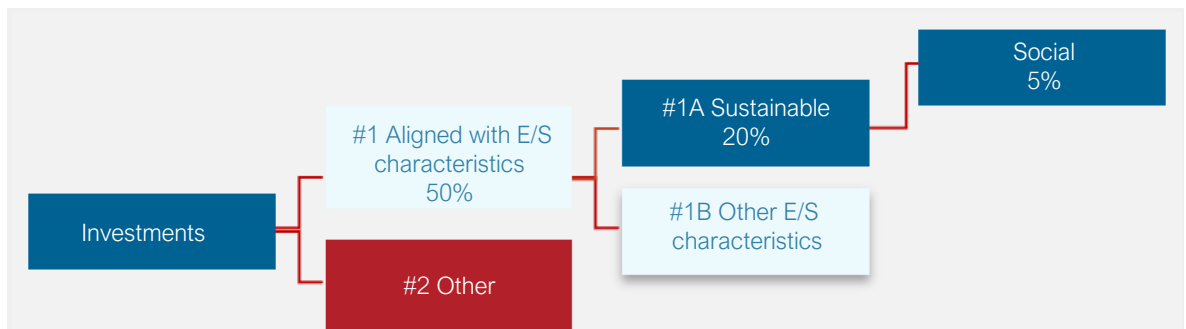 Investments
#1 Aligned with E/S
characteristics
50%
#2 Other
#1A Sustainable
20%
#1B Other E/S
characteristics
Social
5%